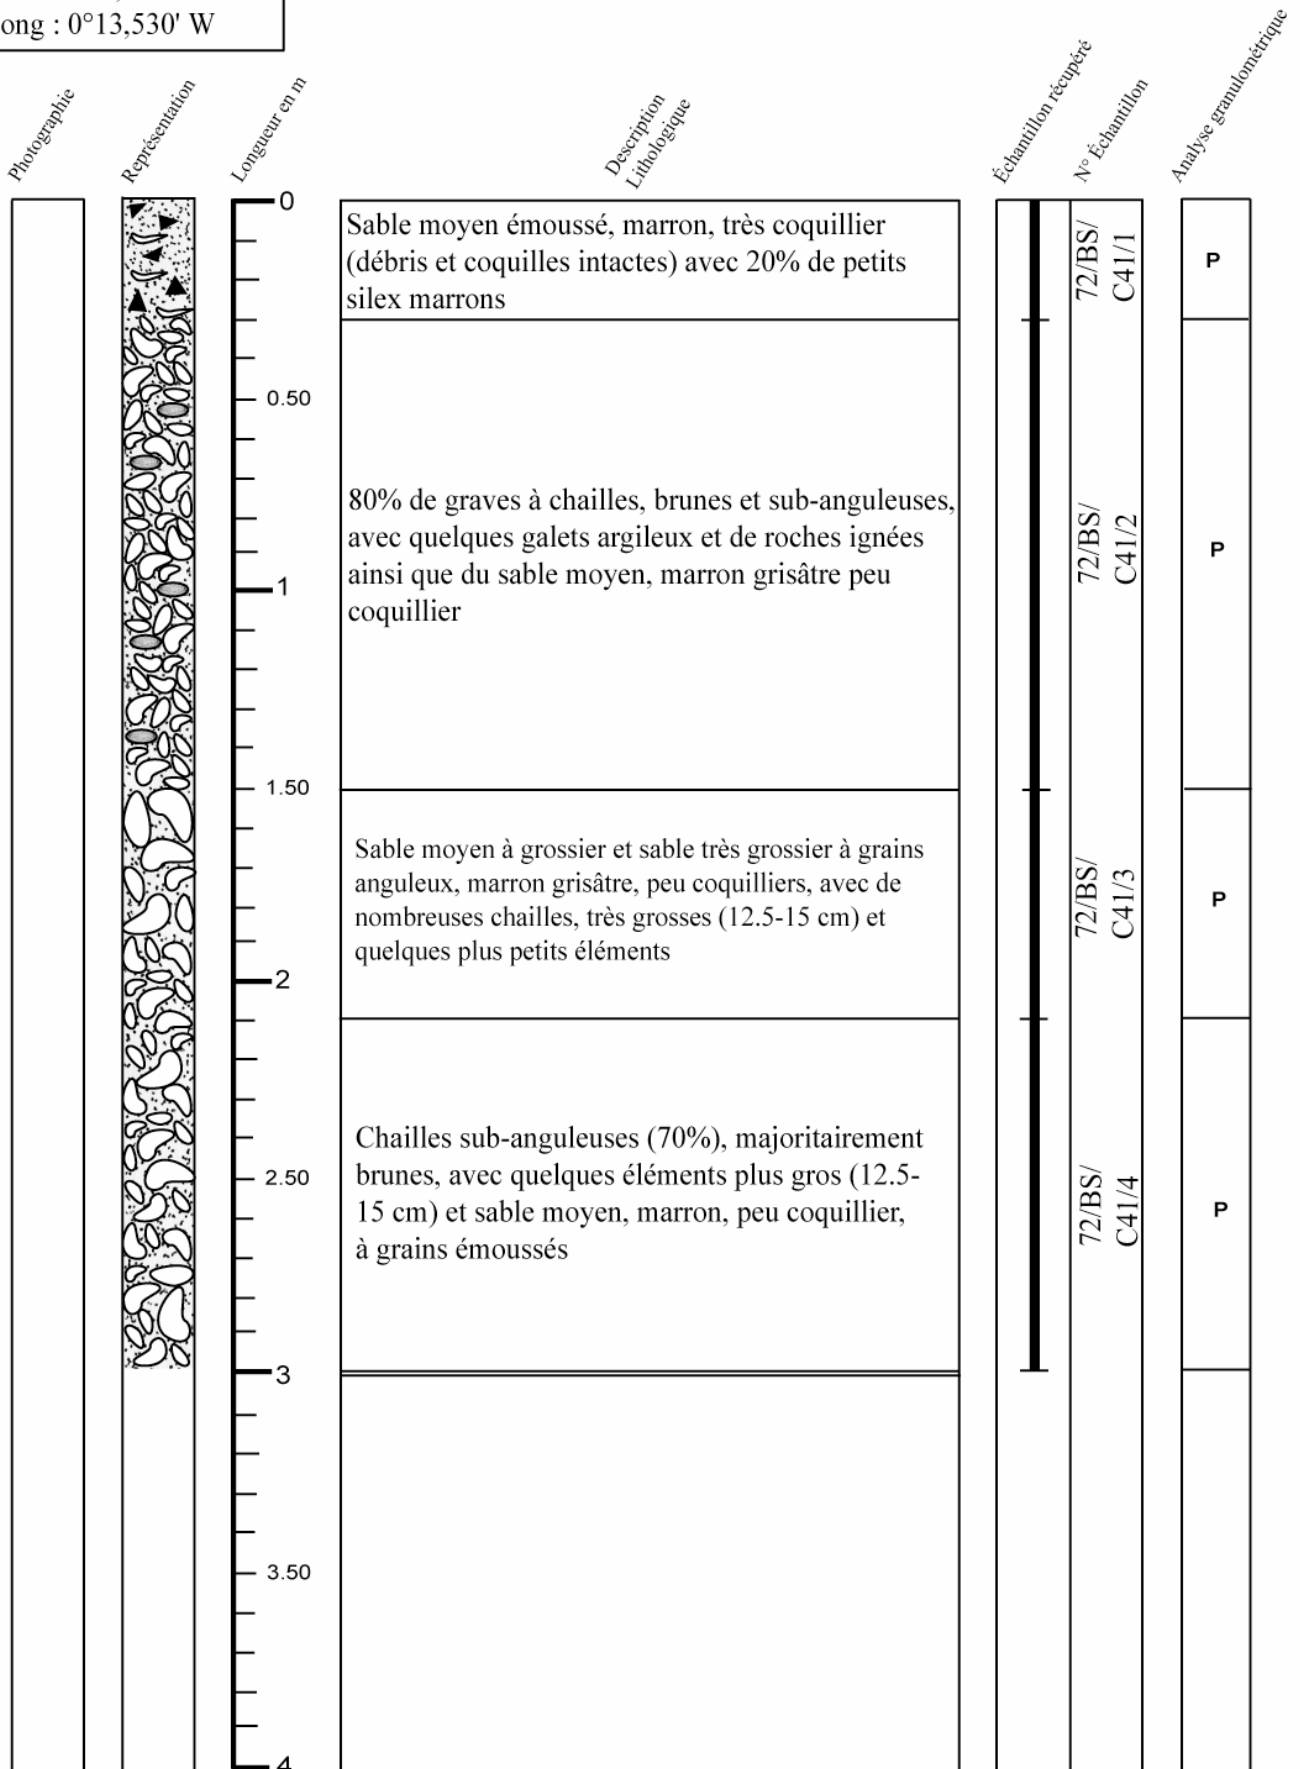 ong : 0°13,530' W
Photographie
Représentation
Longueur en m
Description
Lithologique
Échantillon récupéré
N° Échantillon
Analyse granulométrique
0
Sable moyen émoussé, marron, très coquillier
(débris et coquilles intactes) avec 20% de petits
silex marrons
72/BS/
C41/1
P
0.50
80% de graves à chailles, brunes et sub-anguleuses,
avec quelques galets argileux et de roches ignées
ainsi que du sable moyen, marron grisâtre peu
coquillier
72/BS/
C41/2
P
1
1.50
Sable moyen à grossier et sable très grossier à grains
anguleux, marron grisâtre, peu coquilliers, avec de
nombreuses chailles, très grosses (12.5-15 cm) et
quelques plus petits éléments
72/BS/
C41/3
P
2
Chailles sub-anguleuses (70%), majoritairement
brunes, avec quelques éléments plus gros (12.5-
15 cm) et sable moyen, marron, peu coquillier,
à grains émoussés
72/BS/
C41/4
P
2.50
3
3.50
4